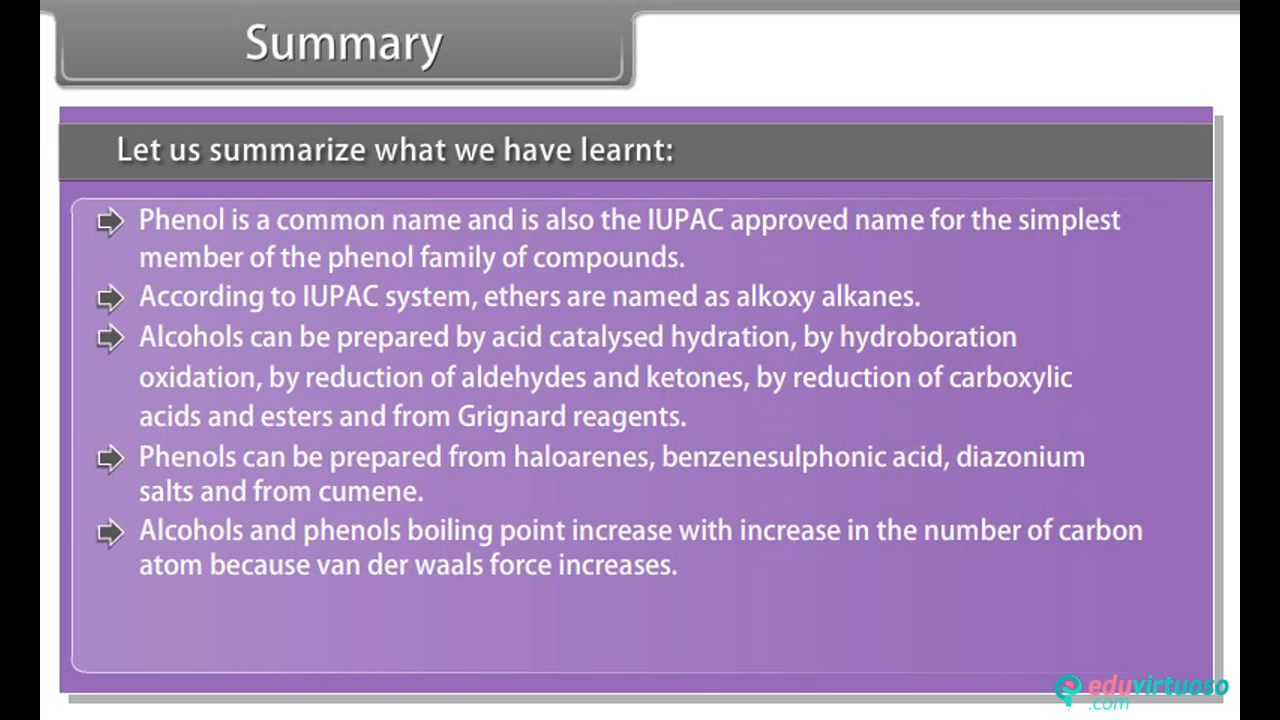 Summary
Let us summarize what we have learnt:
Phenol is a common name and is also the IUPAC approved name for the simplest
member of the phenol family of compounds.
According to IUPAC system, ethers are named as alkoxy alkanes.
Alcohols can be prepared by acid catalysed hydration, by hydroboration
oxidation, by reduction of aldehydes and ketones, by reduction of carboxylic
acids and esters and from Grignard reagents.
Phenols can be prepared from haloarenes, benzenesulphonic acid, diazonium
salts and from cumene.
Alcohols and phenols boiling point increase with increase in the number of carbon
atom because van der waals force increases.
eduvirtuoso
.com